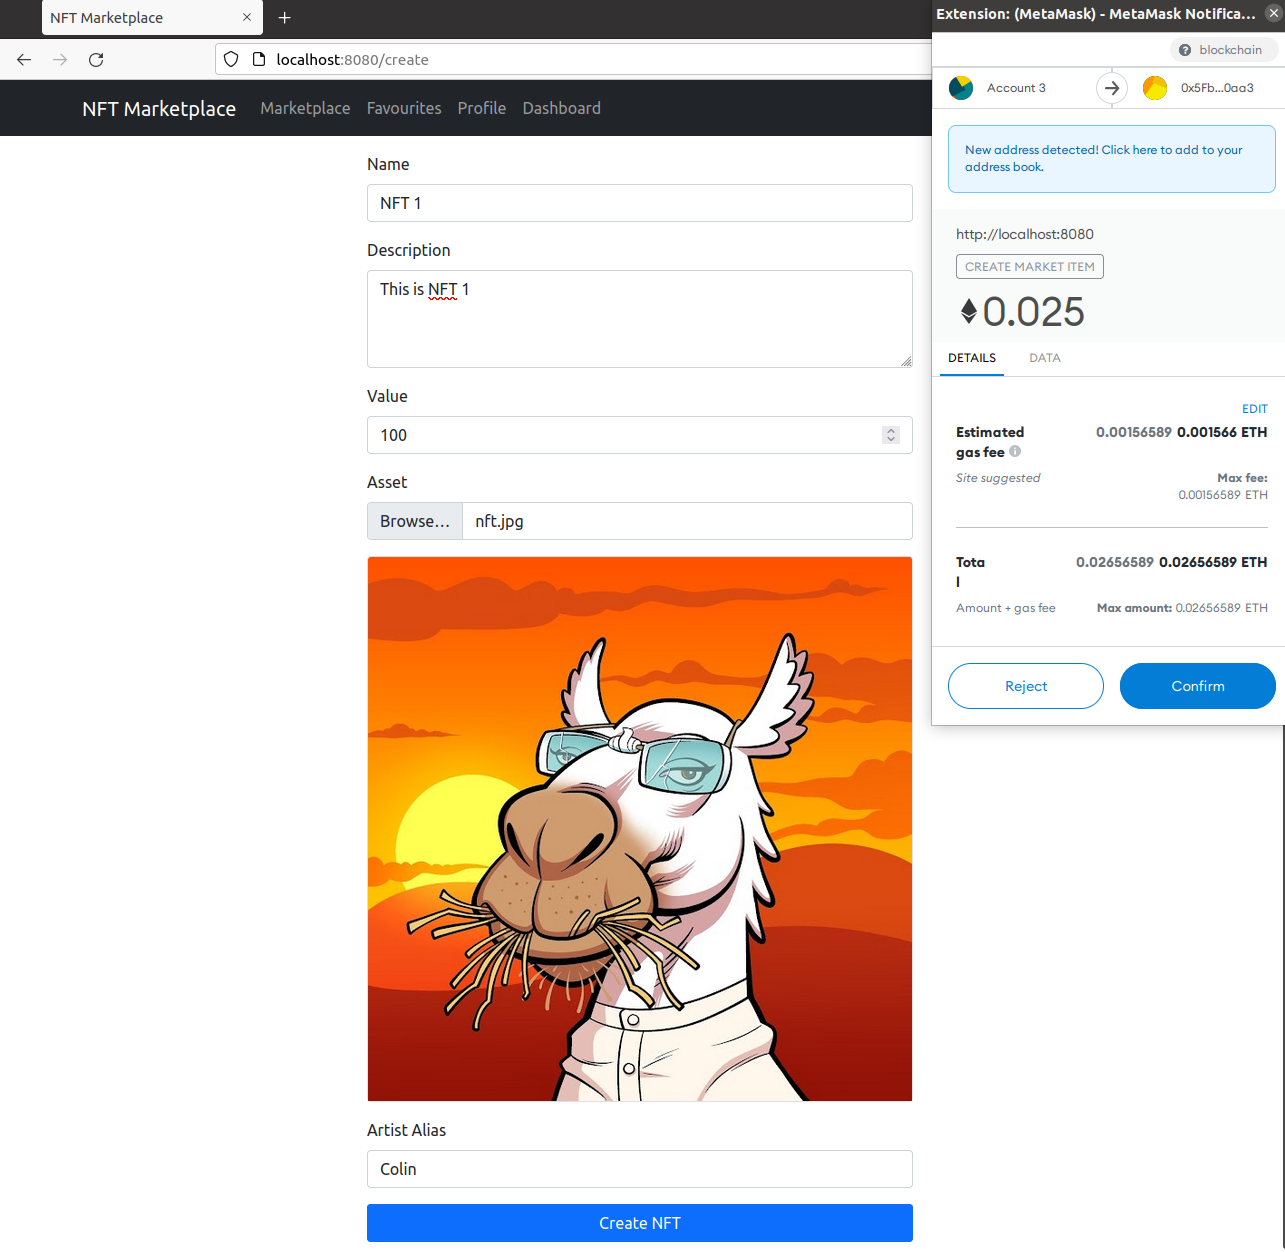 NFT Marketplace
localhost:8080/create
NFT Marketplace Marketplace Favourites Profile Dashboard
Name
NFT 1
Description
This is NFT 1
Value
100
Asset
Browse... nft.jpg
Artist Alias
Colin
Create NFT
Extension: (MetaMask) - MetaMask Notifica...
blockchain
Account 3 0x5Fb...0aa3
New address detected! Click here to add to your
address book.
http://localhost:8080
CREATE MARKET ITEM
0.025
DETAILS DATA
EDIT
Estimated 0.00156589 0.001566 ETH
gas fee
Site suggested Max fee:
0.00156589 ETH
Tota 0.02656589 0.02656589 ETH
l
Amount + gas fee Max amount: 0.02656589 ETH
Reject Confirm